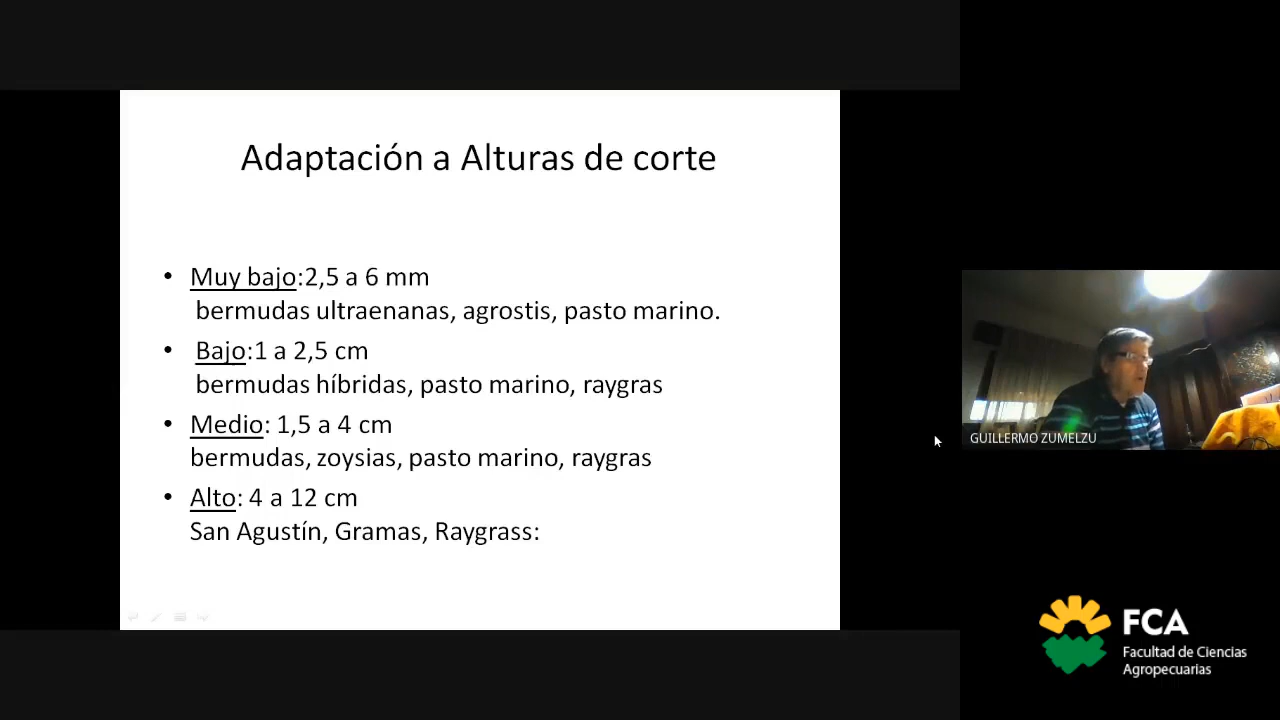 Adaptación a Alturas de corte
• Muy bajo:2,5 a 6 mm
bermudas ultraenanas, agrostis, pasto marino.
• Bajo:1 a 2,5 cm
bermudas híbridas, pasto marino, raygras
• Medio: 1,5 a 4 cm
bermudas, zoysias, pasto marino, raygras
• Alto: 4 a 12 cm
San Agustín, Gramas, Raygrass:
GUILLERMO ZUMELZU
FCA
Facultad de Ciencias
Agropecuarias